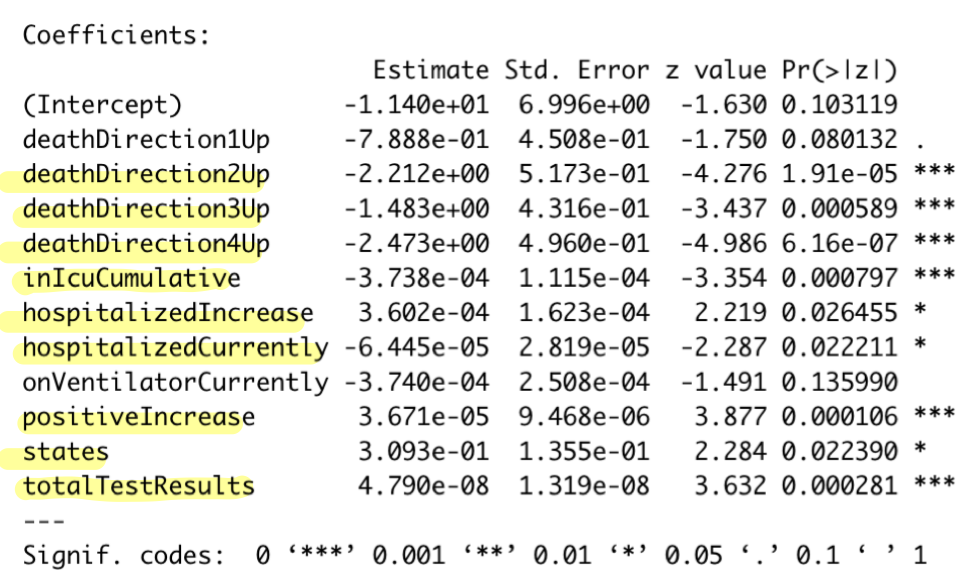 Coefficients:
Estimate Std. Error z value Pr(>|z|)
(Intercept) -1.140e+01 6.996e+00 -1.630 0.103119
deathDirection1Up -7.888e-01 4.508e-01 -1.750 0.080132 .
deathDirection2Up -2.212e+00 5.173e-01 -4.276 1.91e-05 ***
deathDirection3Up -1.483e+00 4.316e-01 -3.437 0.000589 ***
deathDirection4Up -2.473e+00 4.960e-01 -4.986 6.16e-07 ***
inIcuCumulative -3.738e-04 1.115e-04 -3.354 0.000797 ***
hospitalizedIncrease 3.602e-04 1.623e-04 2.219 0.026455 *
hospitalizedCurrently -6.445e-05 2.819e-05 -2.287 0.022211 *
onVentilatorCurrently -3.740e-04 2.508e-04 -1.491 0.135990
positiveIncrease 3.671e-05 9.468e-06 3.877 0.000106 ***
states 3.093e-01 1.355e-01 2.284 0.022390 *
totalTestResults 4.790e-08 1.319e-08 3.632 0.000281 ***
---
Signif. codes: 0 ‘***’ 0.001 ‘**’ 0.01 ‘*’ 0.05 ‘.’ 0.1 ‘ ’ 1